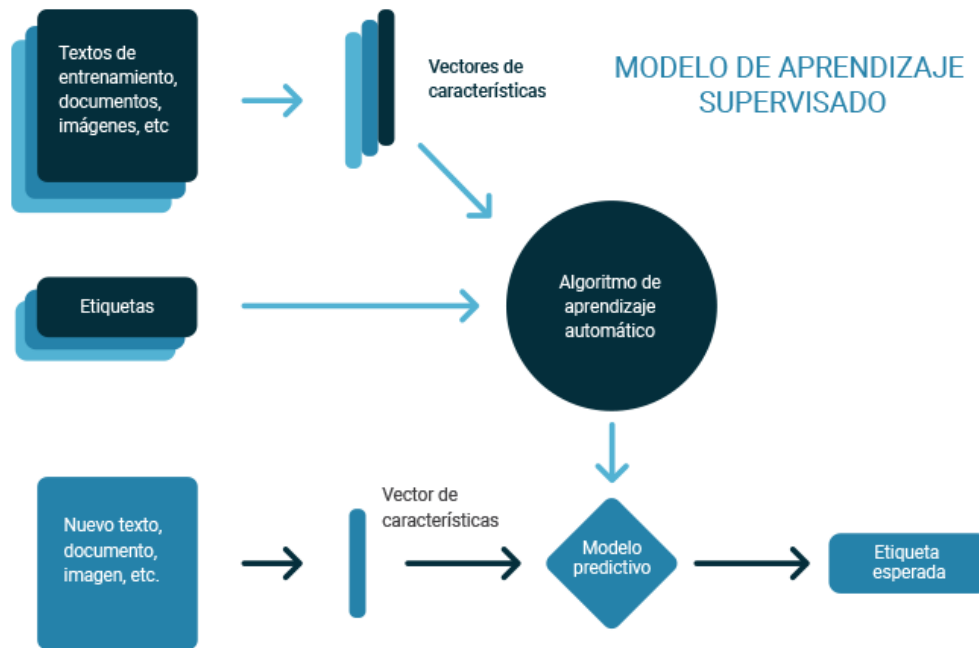 Textos de
entrenamiento,
documentos,
imágenes, etc
Vectores de
características
MODELO DE APRENDIZAJE
SUPERVISADO
Etiquetas
Algoritmo de
aprendizaje
automático
Nuevo texto,
documento,
imagen, etc.
Vector de
características
Modelo
predictivo
Etiqueta
esperada